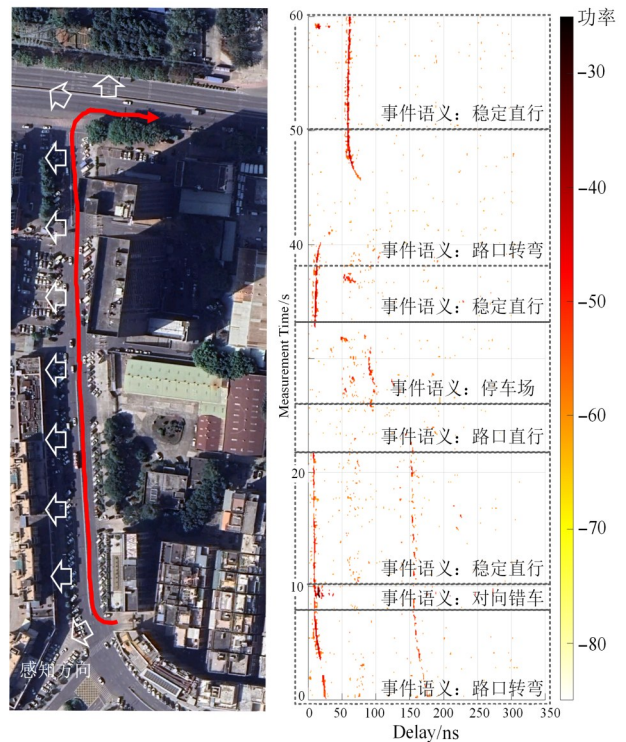 感知方向
60
50
40
30
20
10
0
Measurement Time/s
事件语义：稳定直行
事件语义：路口转弯
事件语义：稳定直行
事件语义：停车场
事件语义：路口直行
事件语义：稳定直行
事件语义：对向错车
事件语义：路口转弯
0 50 100 150 200 250 300 350
Delay/ns
功率
-30
-40
-50
-60
-70
-80